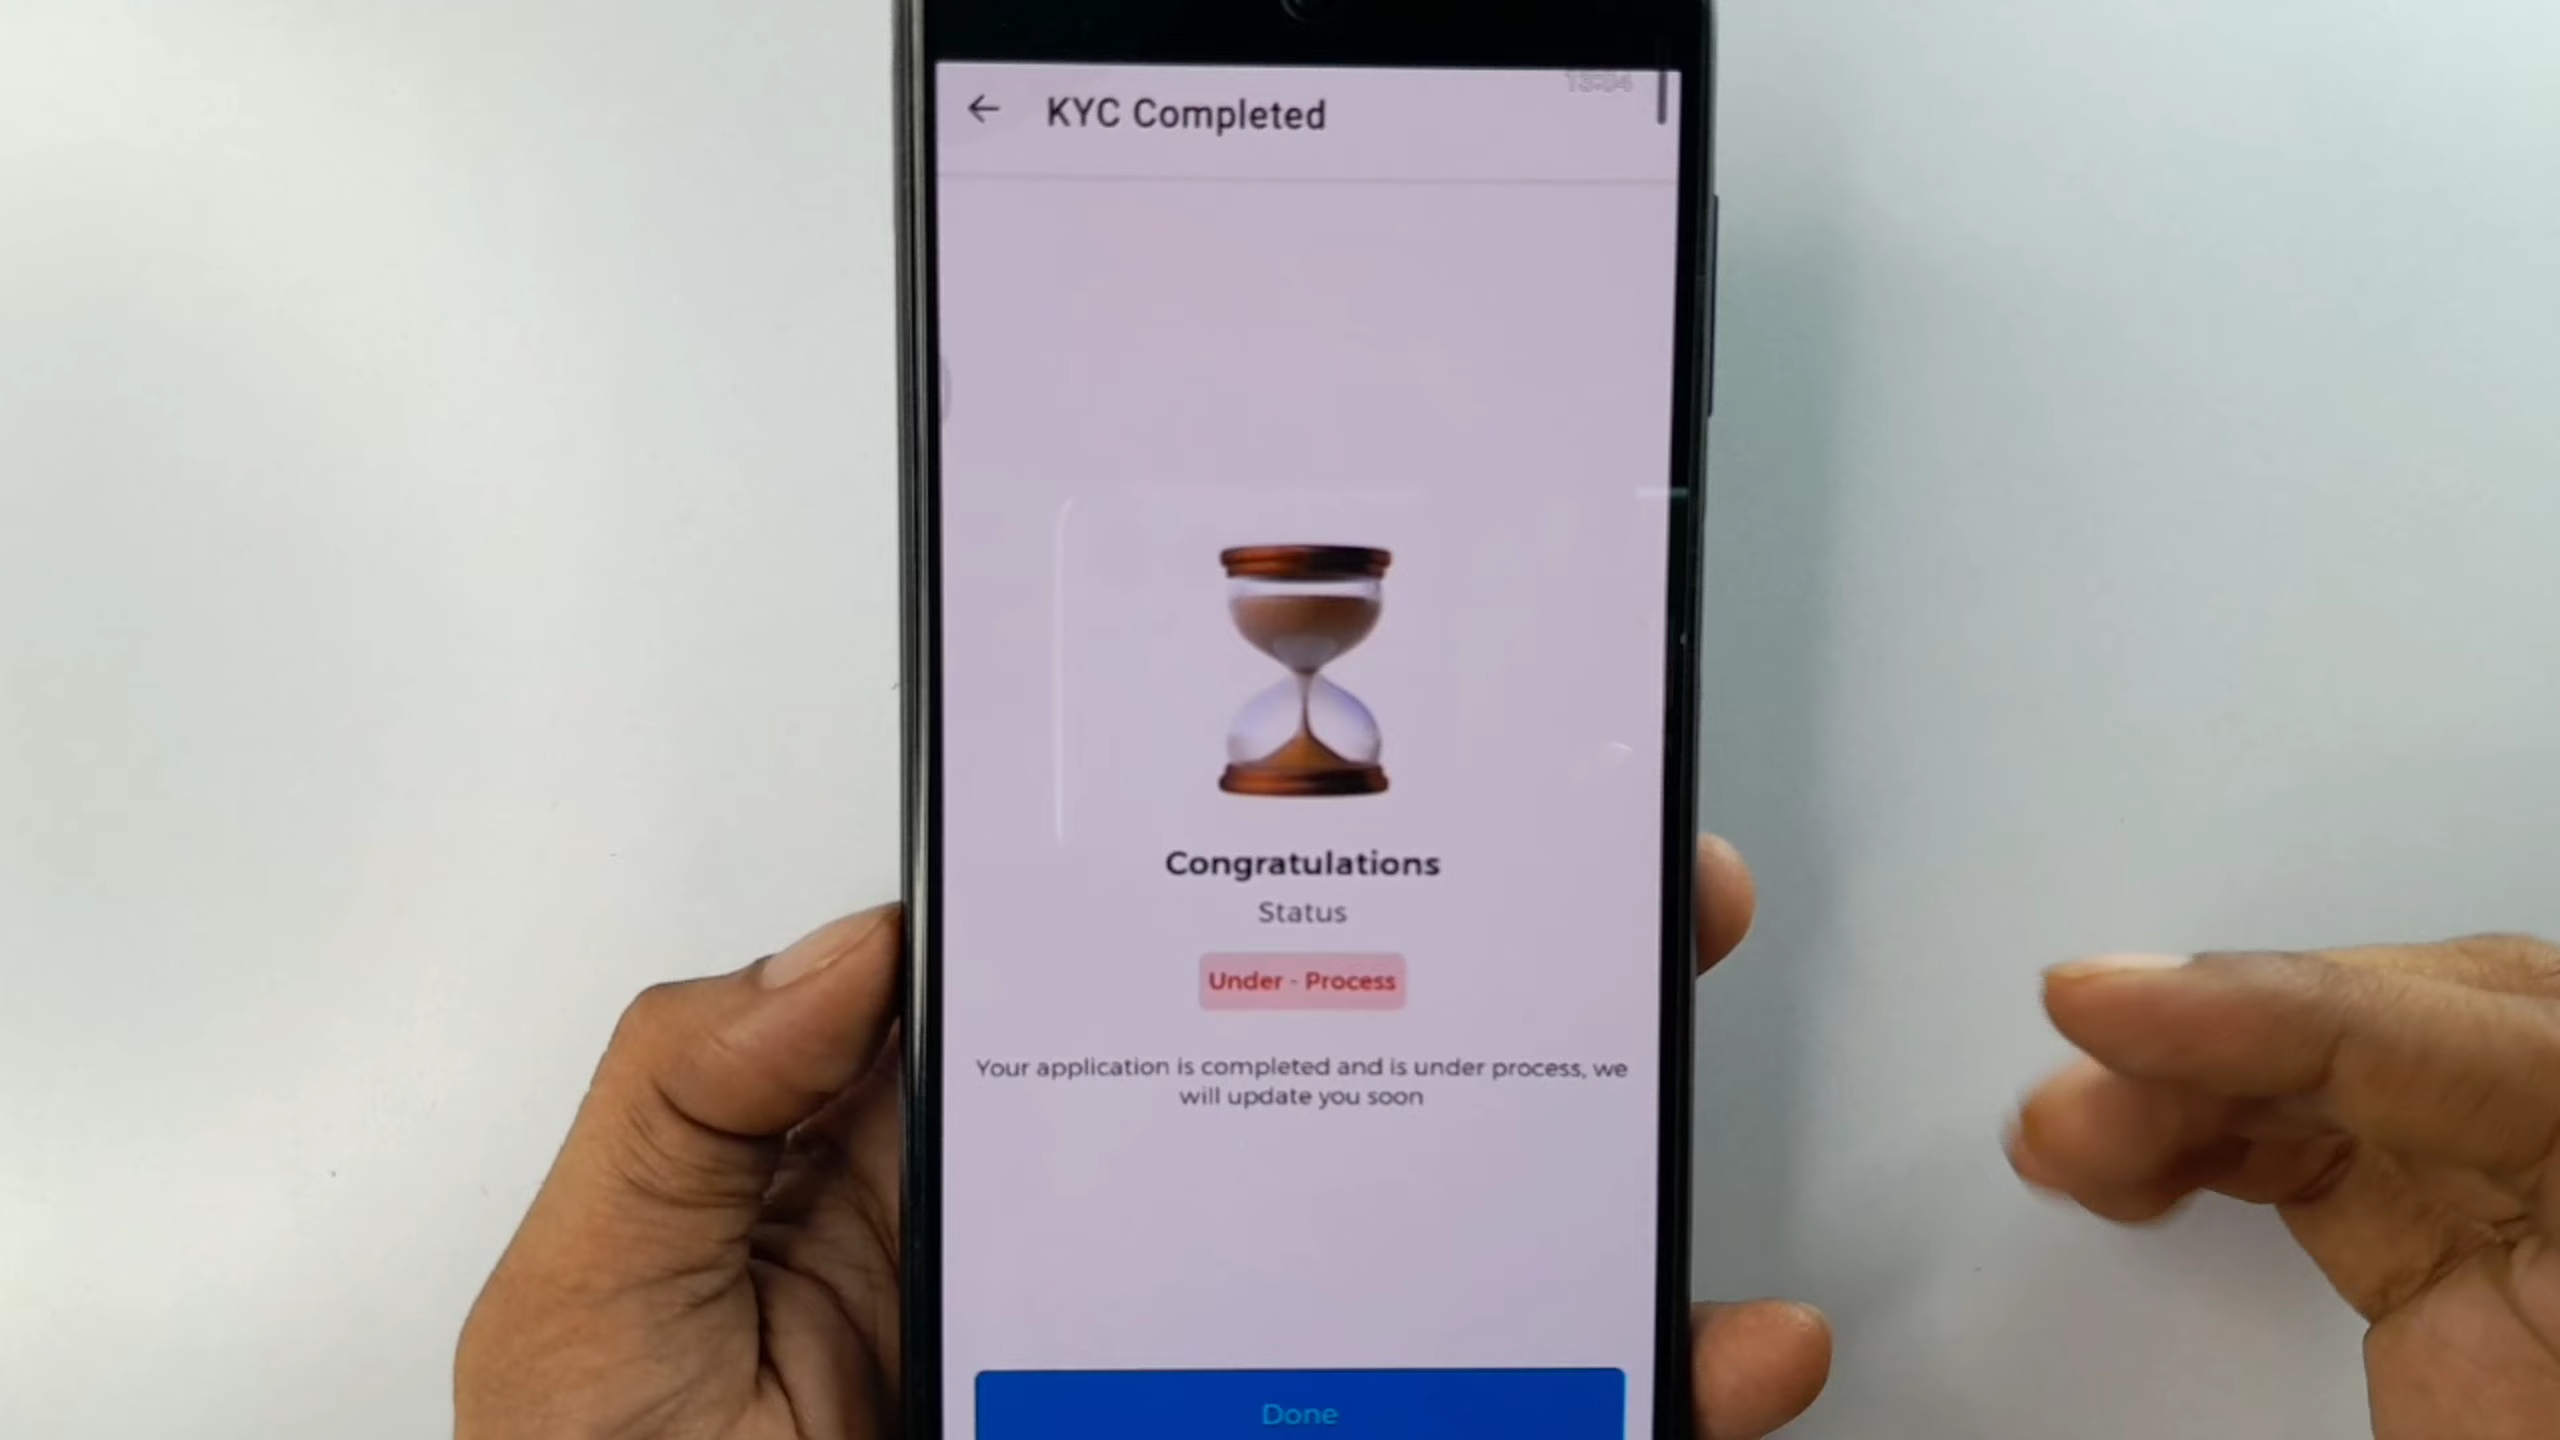 KYC Completed
Congratulations
Status
Under - Process
Your application is completed and is under process, we
will update you soon
Done